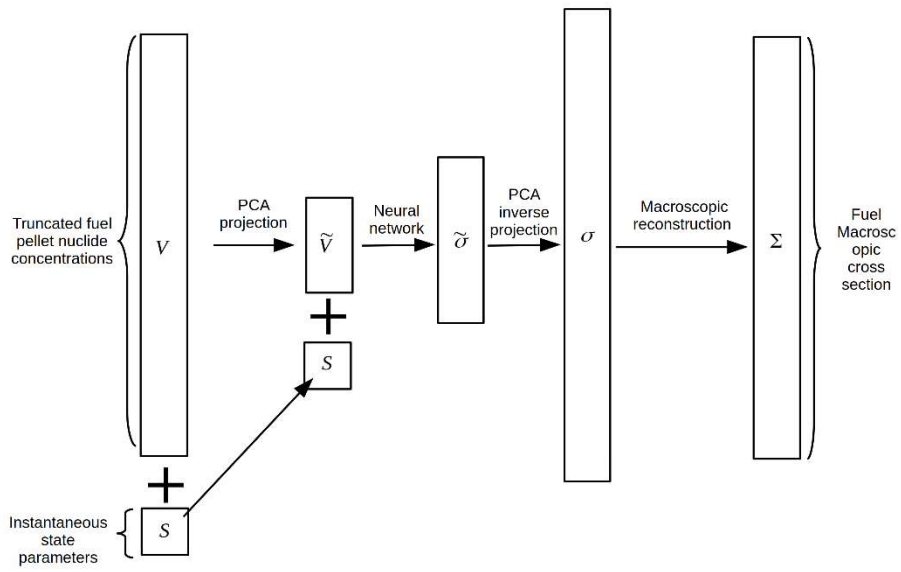 Truncated fuel
pellet nuclide
concentrations
V
PCA
projection
Ṽ
Neural
network
σ̃
PCA
inverse
projection
σ
Macroscopic
reconstruction
Σ
Fuel
Macrosc
opic
cross
section
+
S
+
Instantaneous
state
parameters
S